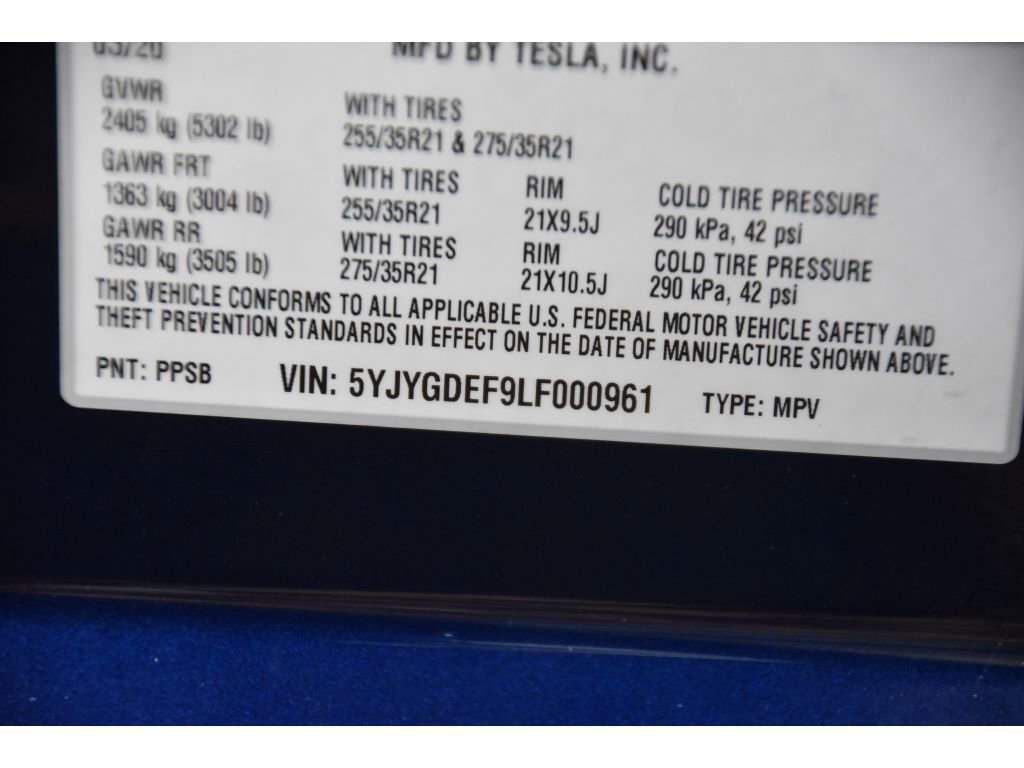 03/20 MFD BY TESLA, INC.
GVWR
2405 kg (5302 lb) WITH TIRES
255/35R21 & 275/35R21
GAWR FRT
1363 kg (3004 lb) WITH TIRES RIM COLD TIRE PRESSURE
255/35R21 21X9.5J 290 kPa, 42 psi
GAWR RR
1590 kg (3505 lb) WITH TIRES RIM COLD TIRE PRESSURE
275/35R21 21X10.5J 290 kPa, 42 psi
THIS VEHICLE CONFORMS TO ALL APPLICABLE U.S. FEDERAL MOTOR VEHICLE SAFETY AND
THEFT PREVENTION STANDARDS IN EFFECT ON THE DATE OF MANUFACTURE SHOWN ABOVE.
PNT: PPSB VIN: 5YJYGDEF9LF000961 TYPE: MPV